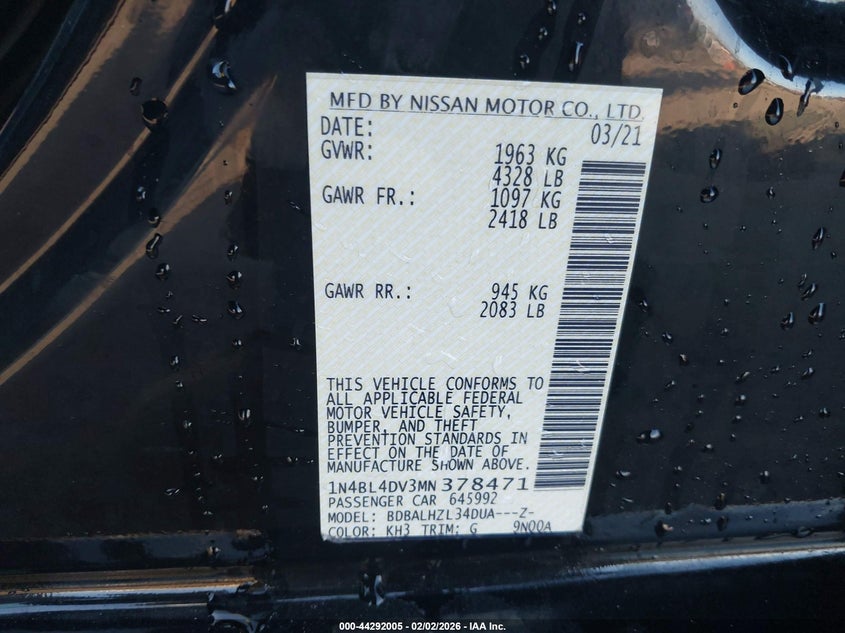 MFD BY NISSAN MOTOR CO., LTD.
DATE: 03/21
GVWR: 1963 KG
4328 LB
GAWR FR.: 1097 KG
2418 LB
GAWR RR.: 945 KG
2083 LB
THIS VEHICLE CONFORMS TO
ALL APPLICABLE FEDERAL
MOTOR VEHICLE SAFETY,
BUMPER, AND THEFT
PREVENTION STANDARDS IN
EFFECT ON THE DATE OF
MANUFACTURE SHOWN ABOVE.
1N4BL4DV3MN378471
PASSENGER CAR 645992
MODEL: BDBALHZL34DUA---Z-
COLOR: KH3 TRIM: G 9N00A
000-44292005 - 02/02/2026 - IAA Inc.